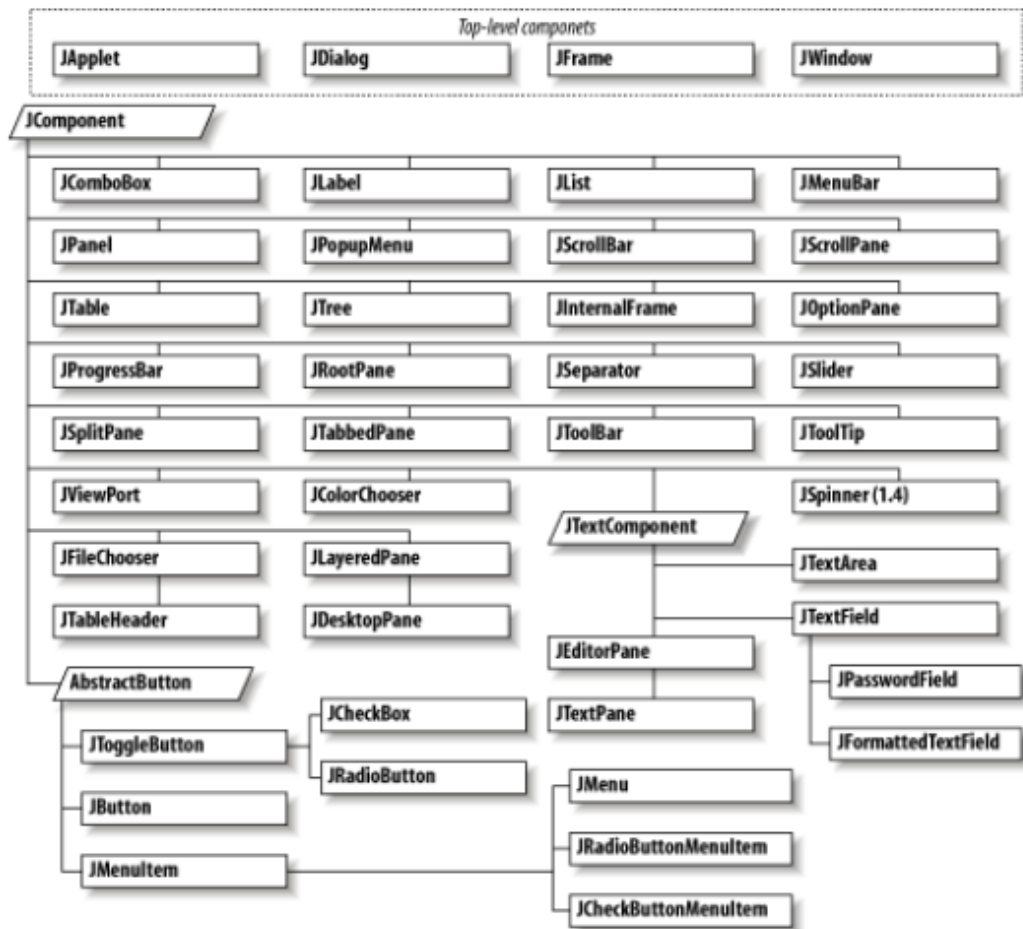 Top-level componets
JApplet
JDialog
JFrame
JWindow
JComponent
JComboBox
JLabel
JList
JMenuBar
JPanel
JPopupMenu
JScrollBar
JScrollPane
JTable
JTree
JInternalFrame
JOptionPane
JProgressBar
JRootPane
JSeparator
JSlider
JSplitPane
JTabbedPane
JToolBar
JToolTip
JViewPort
JColorChooser
JSpinner (1.4)
JTextComponent
JFileChooser
JLayeredPane
JTextArea
JTableHeader
JDesktopPane
JTextField
JEditorPane
JPasswordField
AbstractButton
JTextPane
JFormattedTextField
JCheckBox
JToggleButton
JRadioButton
JMenu
JButton
JRadioButtonMenuItem
JMenuItem
JCheckButtonMenuItem